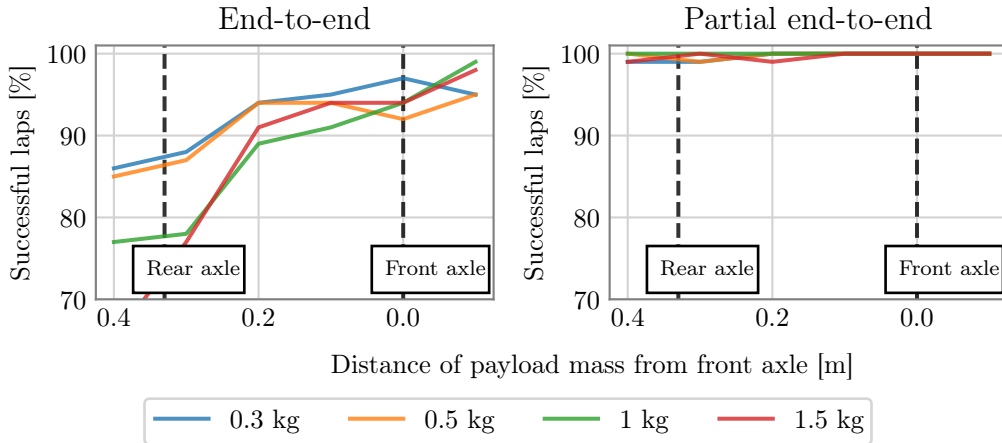 End-to-end
Partial end-to-end
Successful laps [%]
100
90
80
70
Rear axle
Front axle
0.4
0.2
0.0
Successful laps [%]
100
90
80
70
Rear axle
Front axle
0.4
0.2
0.0
Distance of payload mass from front axle [m]
0.3 kg
0.5 kg
1 kg
1.5 kg